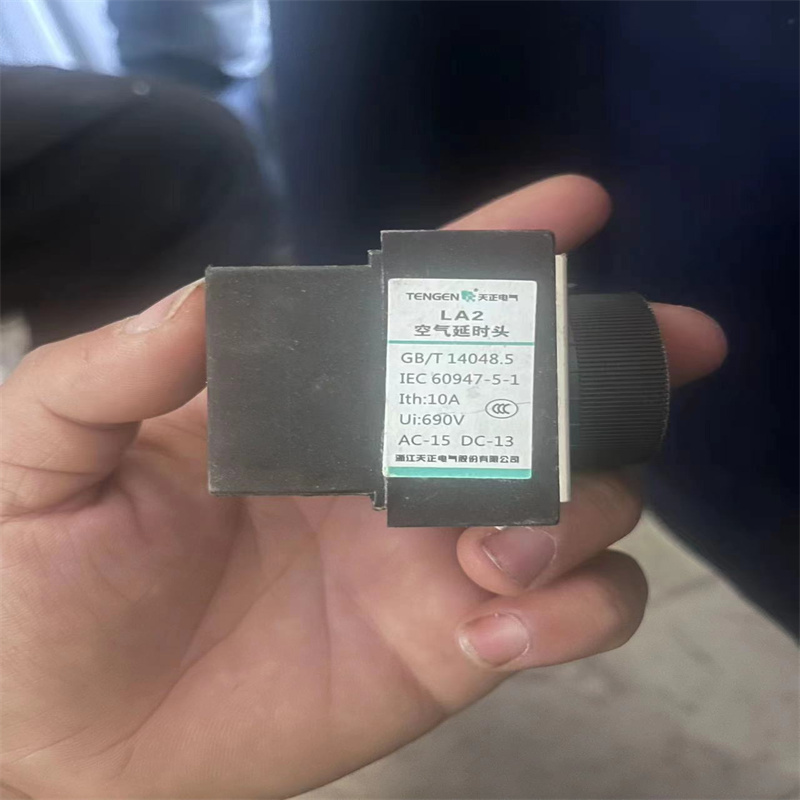 TENGEN 天正电气
LA2
空气延时头
GB/T 14048.5
IEC 60947-5-1
Ith:10A
Ui:690V
CCC
AC-15 DC-13
浙江天正电气股份有限公司